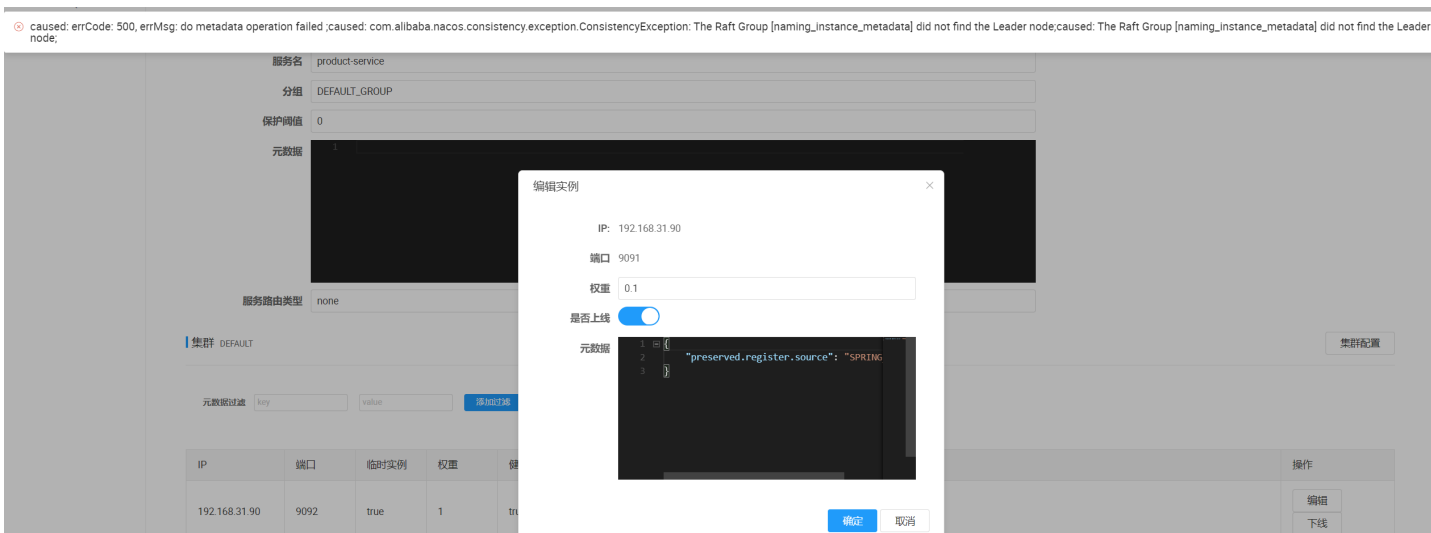 caused: errCode: 500, errMsg: do metadata operation failed ;caused: com.alibaba.nacos.consistency.exception.ConsistencyException: The Raft Group [naming_instance_metadata] did not find the Leader node;caused: The Raft Group [naming_instance_metadata] did not find the Leader
node;
服务名 product-service
分组 DEFAULT_GROUP
保护阈值 0
元数据 1
编辑实例
IP: 192.168.31.90
端口 9091
权重 0.1
是否上线
服务路由类型 none
元数据 1 {
2 "preserved.register.source": "SPRING
3 }
集群 DEFAULT 集群配置
元数据过滤 key value 添加过滤
IP 端口 临时实例 权重 操作
192.168.31.90 9092 true 1 编辑
下线
确定 取消